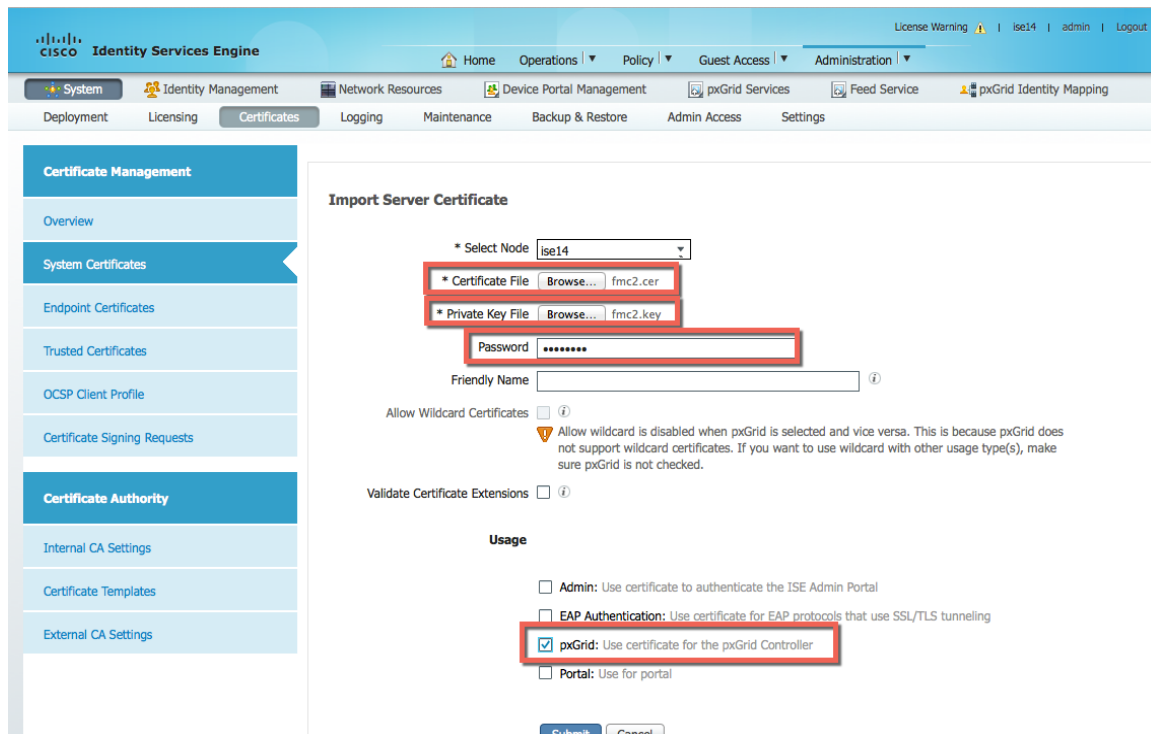 License Warning | ise14 | admin | Logout
CISCO Identity Services Engine
Home Operations | Policy | Guest Access | Administration |
System Identity Management Network Resources Device Portal Management pxGrid Services Feed Service pxGrid Identity Mapping
Deployment Licensing Certificates Logging Maintenance Backup & Restore Admin Access Settings
Certificate Management
Overview
System Certificates
Endpoint Certificates
Trusted Certificates
OCSP Client Profile
Certificate Signing Requests
Certificate Authority
Internal CA Settings
Certificate Templates
External CA Settings
Import Server Certificate
* Select Node ise14
* Certificate File Browse... fmc2.cer
* Private Key File Browse... fmc2.key
Password ••••••••
Friendly Name
Allow Wildcard Certificates
Allow wildcard is disabled when pxGrid is selected and vice versa. This is because pxGrid does
not support wildcard certificates. If you want to use wildcard with other usage type(s), make
sure pxGrid is not checked.
Validate Certificate Extensions
Usage
Admin: Use certificate to authenticate the ISE Admin Portal
EAP Authentication: Use certificate for EAP protocols that use SSL/TLS tunneling
pxGrid: Use certificate for the pxGrid Controller
Portal: Use for portal
Submit Cancel